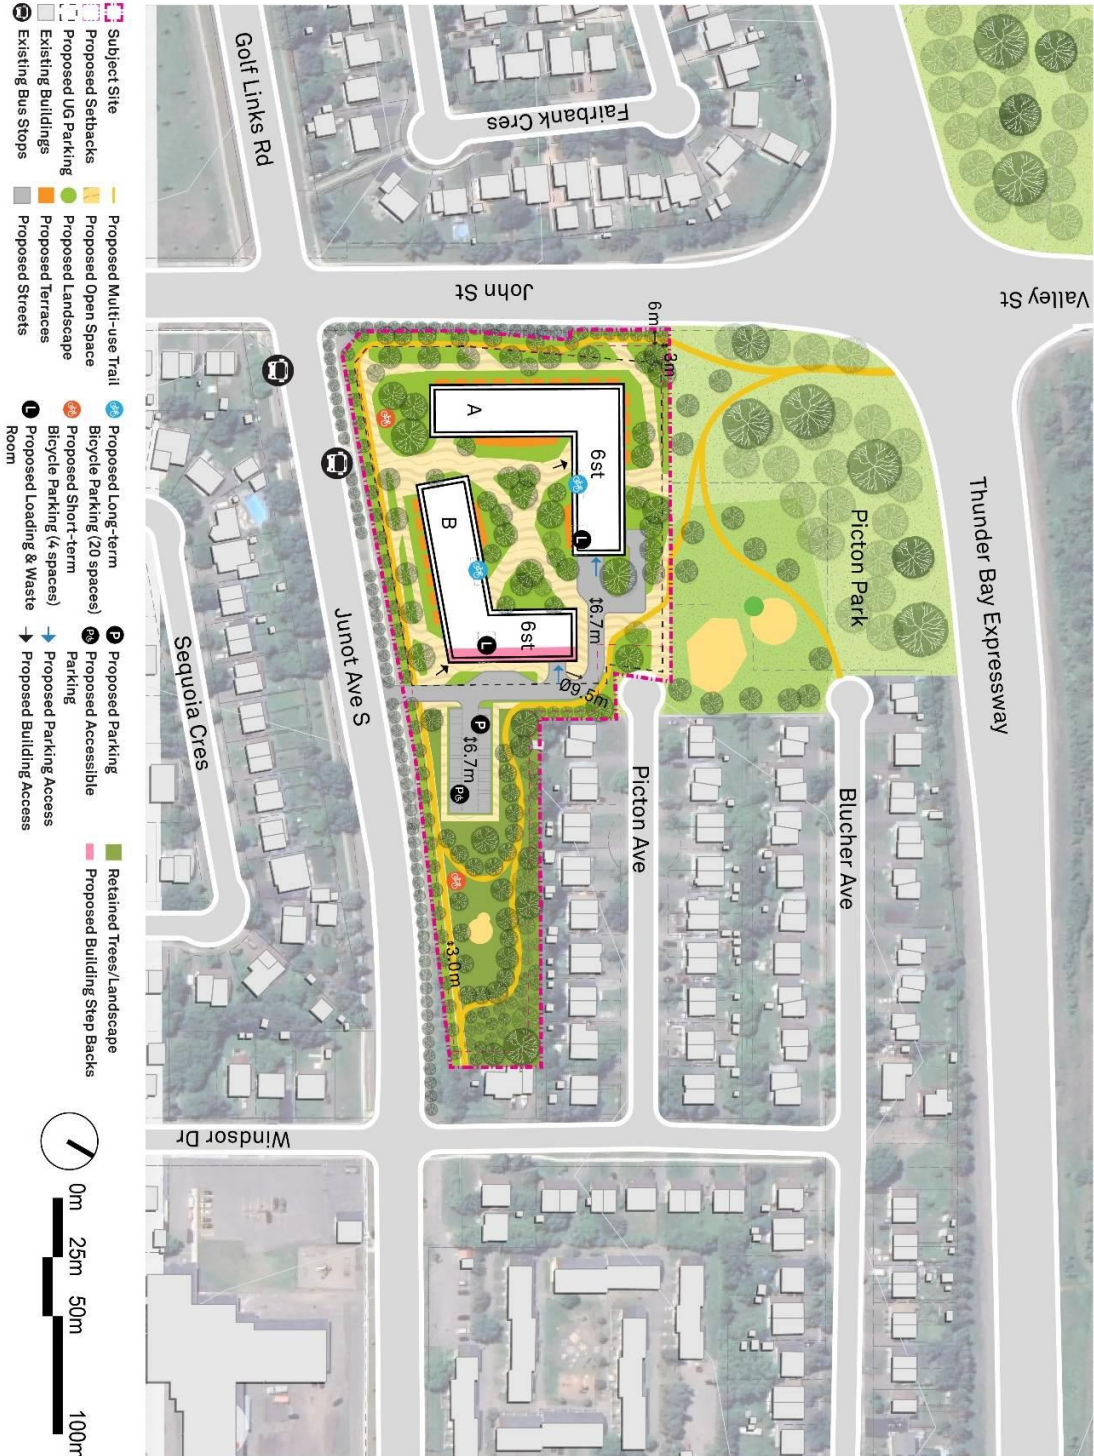 Valley St
Golf Links Rd
Fairbank Cres
John St
6m
3m
A
6st
L
B
6st
L
6.7m
Ø9.5m
P
6.7m
P
3.0m
Picton Park
Thunder Bay Expressway
Junot Ave S
Sequoia Cres
Picton Ave
Blucher Ave
Windsor Dr
Subject Site
Proposed Setbacks
Proposed UG Parking
Existing Buildings
Existing Bus Stops
Proposed Multi-use Trail
Proposed Open Space
Proposed Landscape
Proposed Terraces
Proposed Streets
Proposed Long-term
Bicycle Parking (20 spaces)
Proposed Short-term
Bicycle Parking (4 spaces)
L Proposed Loading & Waste
Room
P Proposed Parking
P Proposed Accessible
Parking
Proposed Parking Access
Proposed Building Access
Retained Trees/Landscape
Proposed Building Step Backs
0m 25m 50m 100m